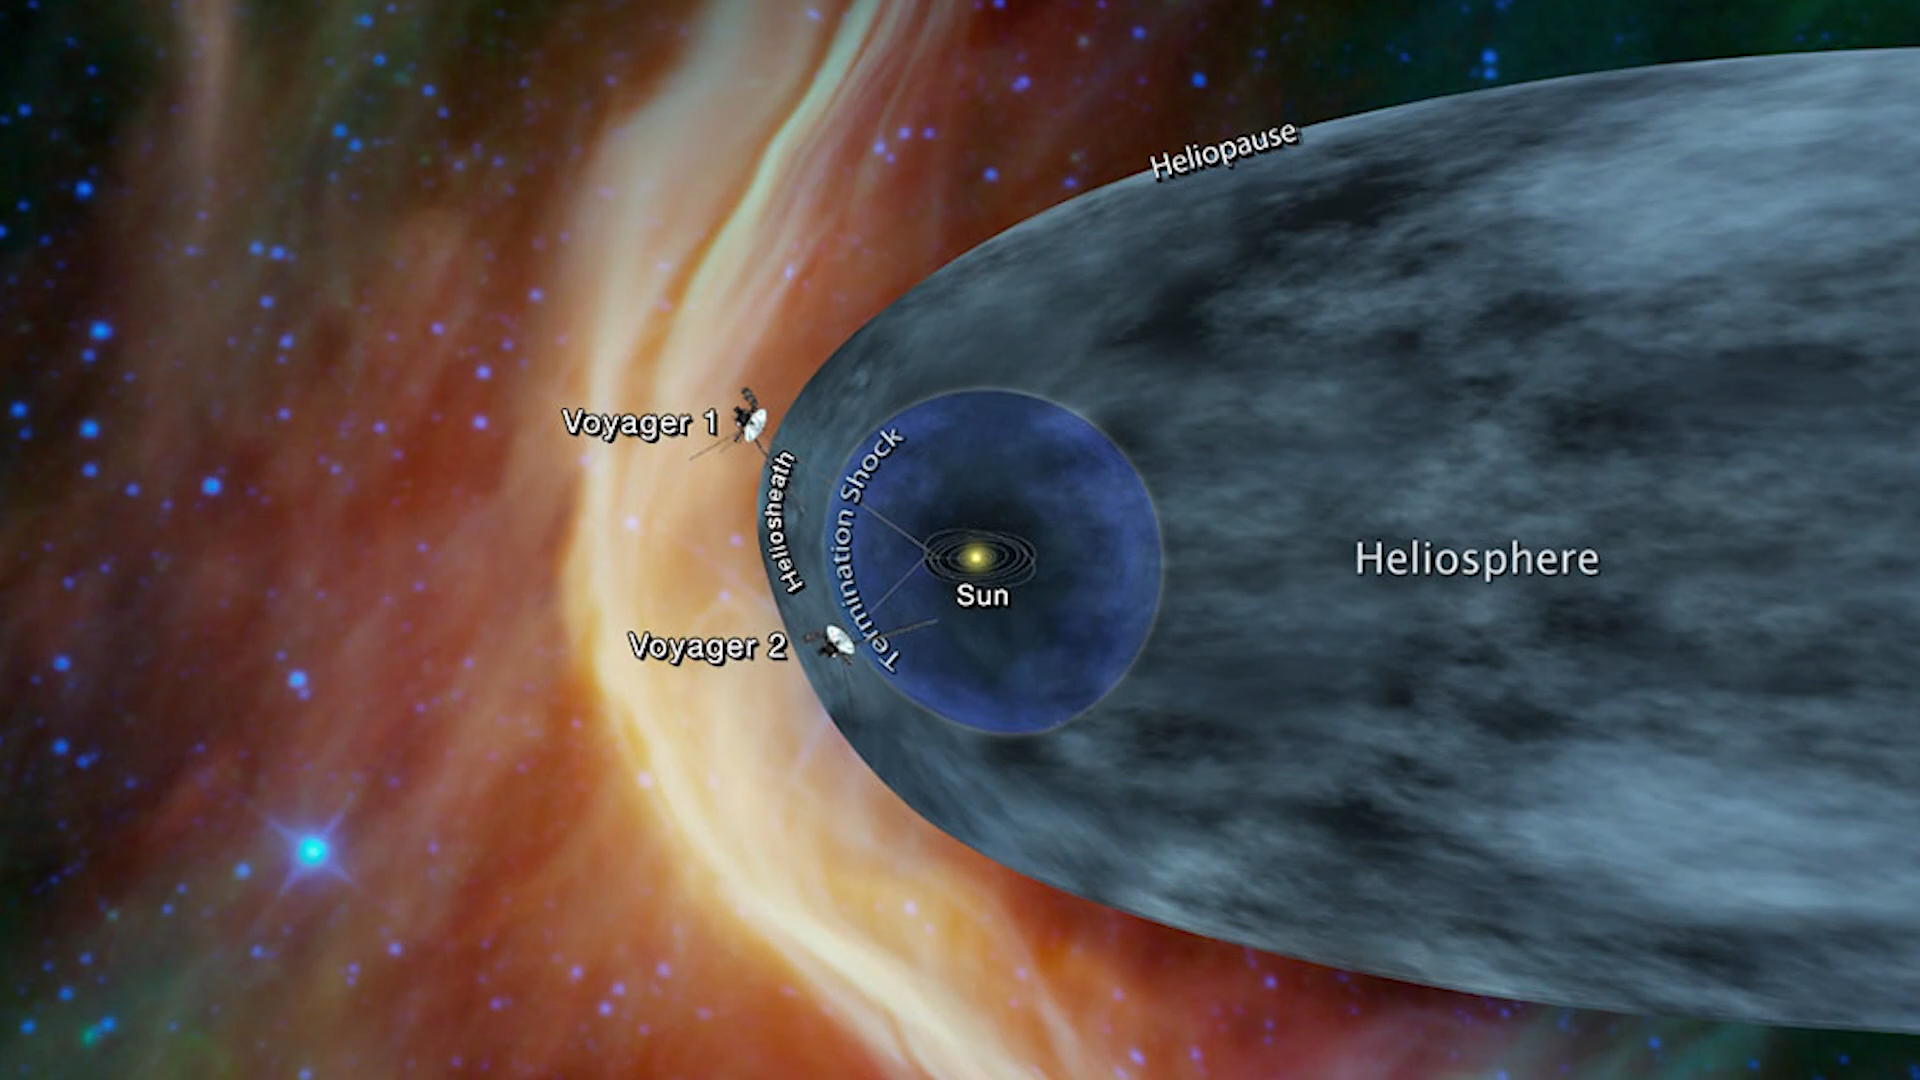 Heliopause
Voyager 1
Heliosheath
Termination Shock
Heliosphere
Sun
Voyager 2